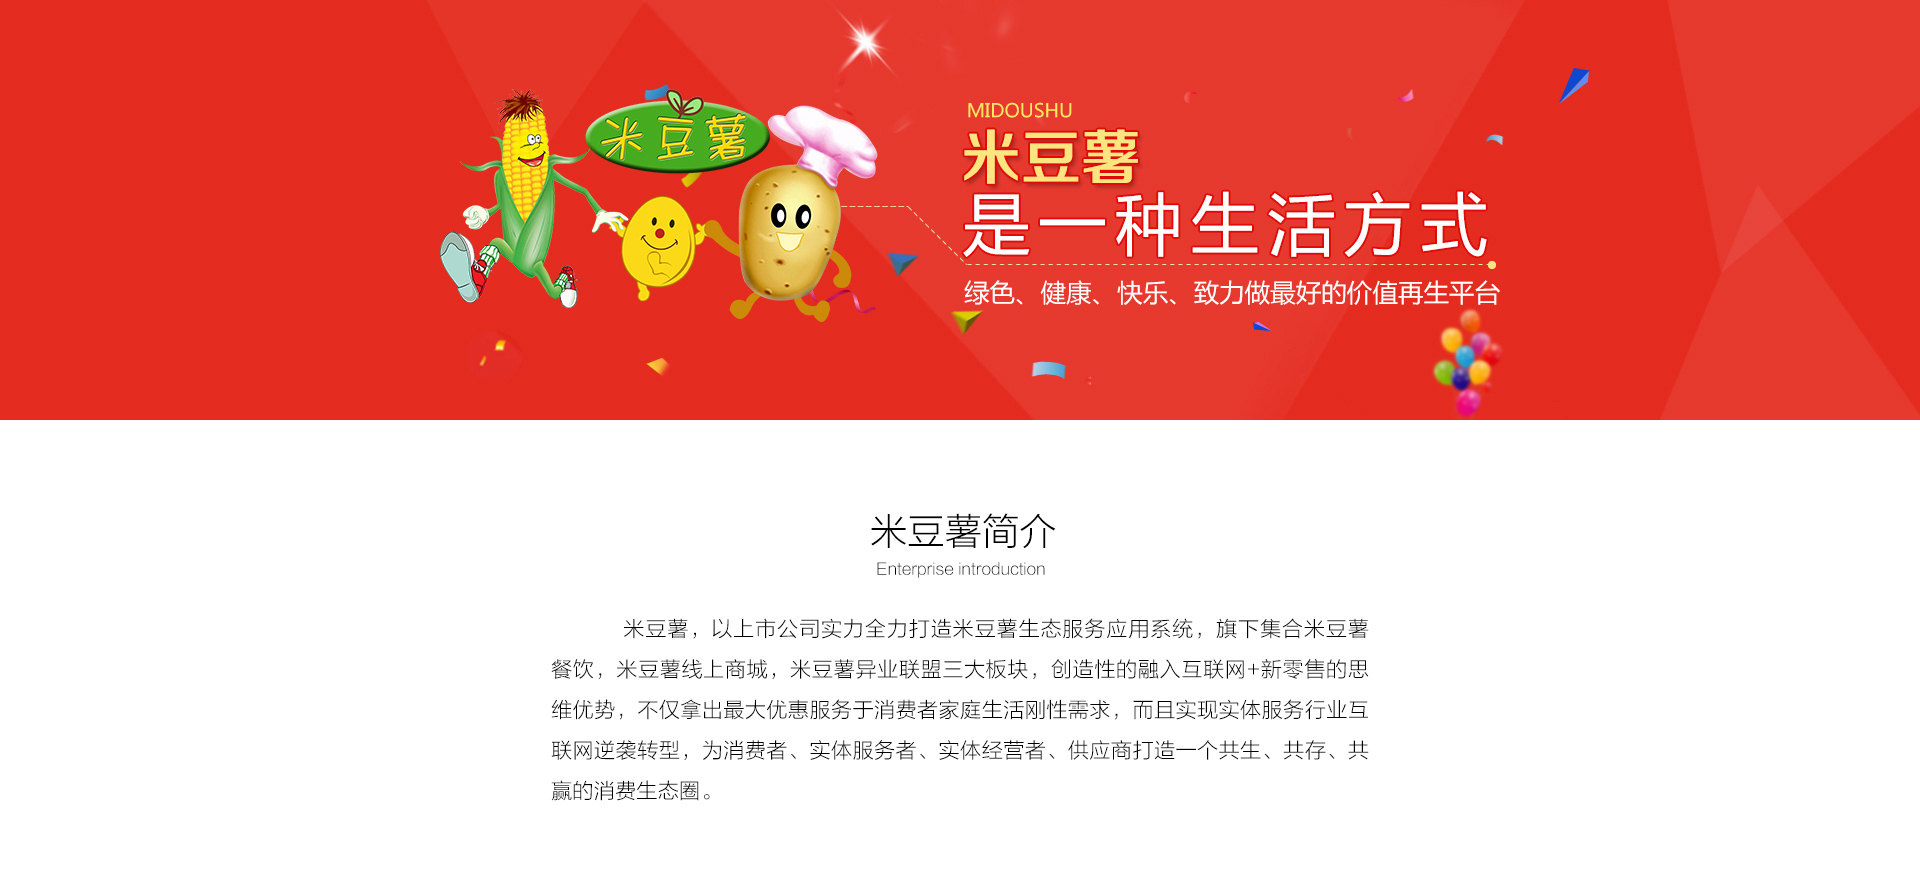 米豆薯
MIDOUSHU
米豆薯
是一种生活方式
绿色、健康、快乐、致力做最好的价值再生平台
米豆薯简介
Enterprise introduction
米豆薯，以上市公司实力全力打造米豆薯生态服务应用系统，旗下集合米豆薯
餐饮，米豆薯线上商城，米豆薯异业联盟三大板块，创造性的融入互联网+新零售的思
维优势，不仅拿出最大优惠服务于消费者家庭生活刚性需求，而且实现实体服务行业互
联网逆袭转型，为消费者、实体服务者、实体经营者、供应商打造一个共生、共存、共
赢的消费生态圈。